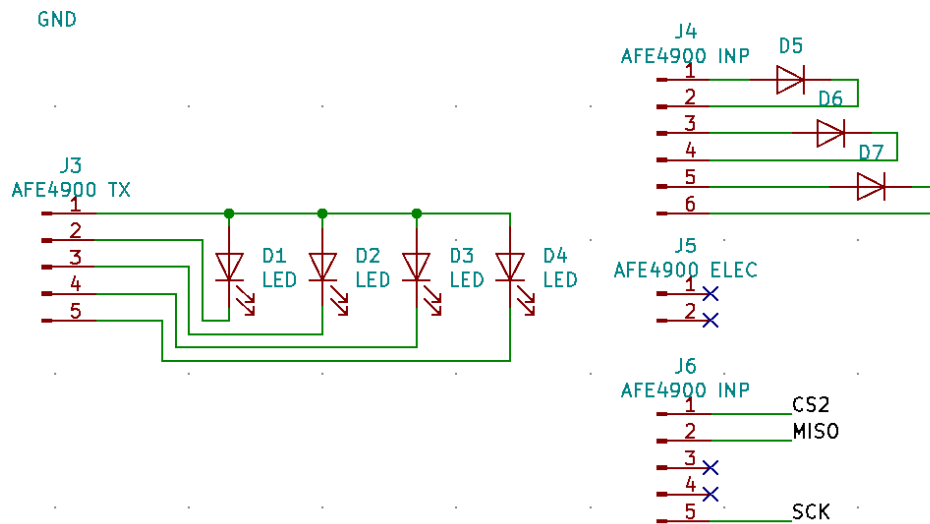 GND
J3
AFE4900 TX
1
2
3
4
5
D1
LED
D2
LED
D3
LED
D4
LED
J4
AFE4900 INP
1
2
3
4
5
6
D5
D6
D7
J5
AFE4900 ELEC
1
2
J6
AFE4900 INP
1
CS2
2
MISO
3
4
5
SCK